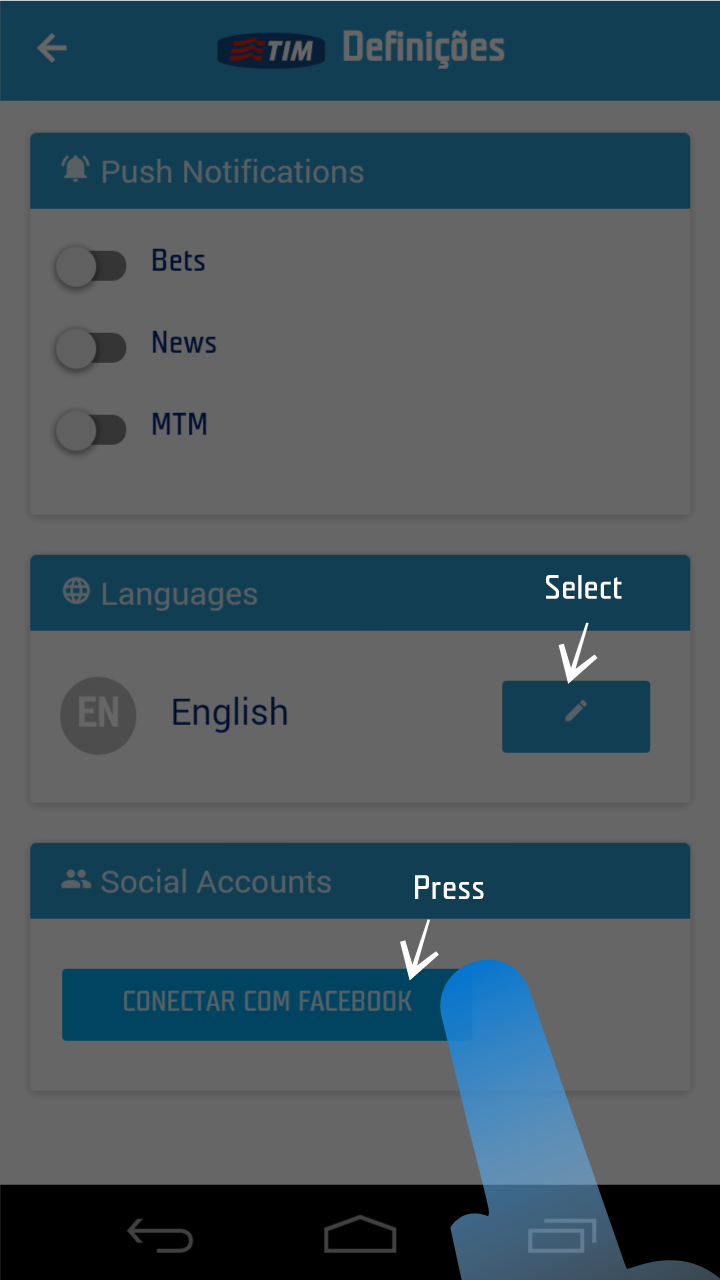 TIM Definições
Push Notifications
Bets
News
MTM
Languages
Select
EN English
Social Accounts
Press
CONECTAR COM FACEBOOK